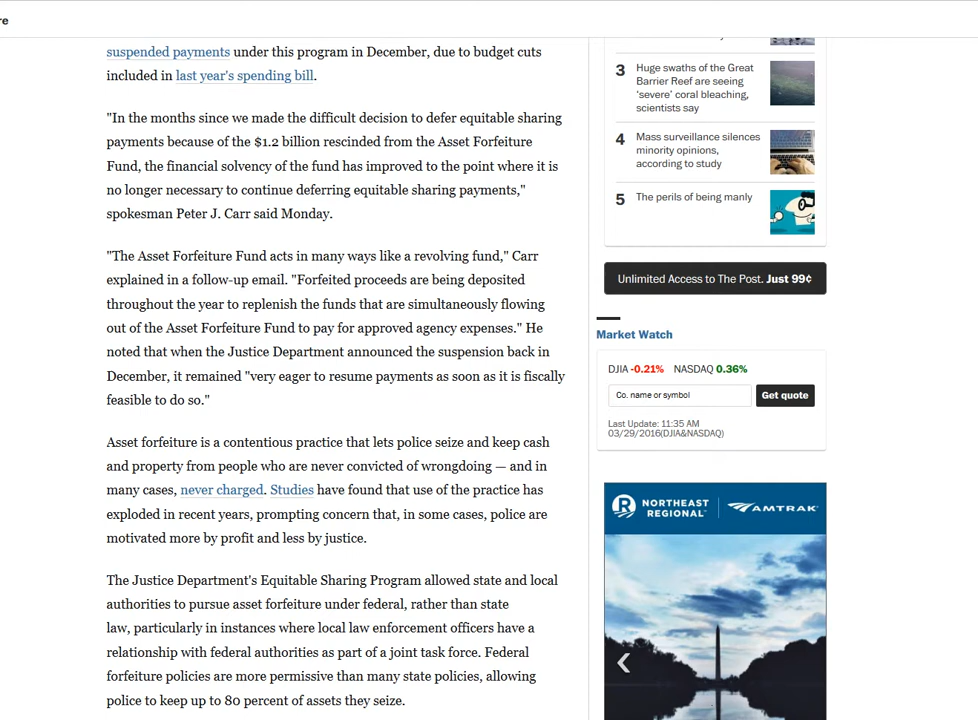 re
suspended payments under this program in December, due to budget cuts
included in last year's spending bill.
"In the months since we made the difficult decision to defer equitable sharing
payments because of the $1.2 billion rescinded from the Asset Forfeiture
Fund, the financial solvency of the fund has improved to the point where it is
no longer necessary to continue deferring equitable sharing payments,"
spokesman Peter J. Carr said Monday.
"The Asset Forfeiture Fund acts in many ways like a revolving fund," Carr
explained in a follow-up email. "Forfeited proceeds are being deposited
throughout the year to replenish the funds that are simultaneously flowing
out of the Asset Forfeiture Fund to pay for approved agency expenses." He
noted that when the Justice Department announced the suspension back in
December, it remained "very eager to resume payments as soon as it is fiscally
feasible to do so."
Asset forfeiture is a contentious practice that lets police seize and keep cash
and property from people who are never convicted of wrongdoing — and in
many cases, never charged. Studies have found that use of the practice has
exploded in recent years, prompting concern that, in some cases, police are
motivated more by profit and less by justice.
The Justice Department's Equitable Sharing Program allowed state and local
authorities to pursue asset forfeiture under federal, rather than state
law, particularly in instances where local law enforcement officers have a
relationship with federal authorities as part of a joint task force. Federal
forfeiture policies are more permissive than many state policies, allowing
police to keep up to 80 percent of assets they seize.
3 Huge swaths of the Great
Barrier Reef are seeing
‘severe’ coral bleaching,
scientists say
4 Mass surveillance silences
minority opinions,
according to study
5 The perils of being manly
Unlimited Access to The Post. Just 99¢
Market Watch
DJIA -0.21% NASDAQ 0.36%
Co. name or symbol Get quote
Last Update: 11:35 AM
03/29/2016(DJIA&NASDAQ)
NORTHEAST
REGIONAL AMTRAK